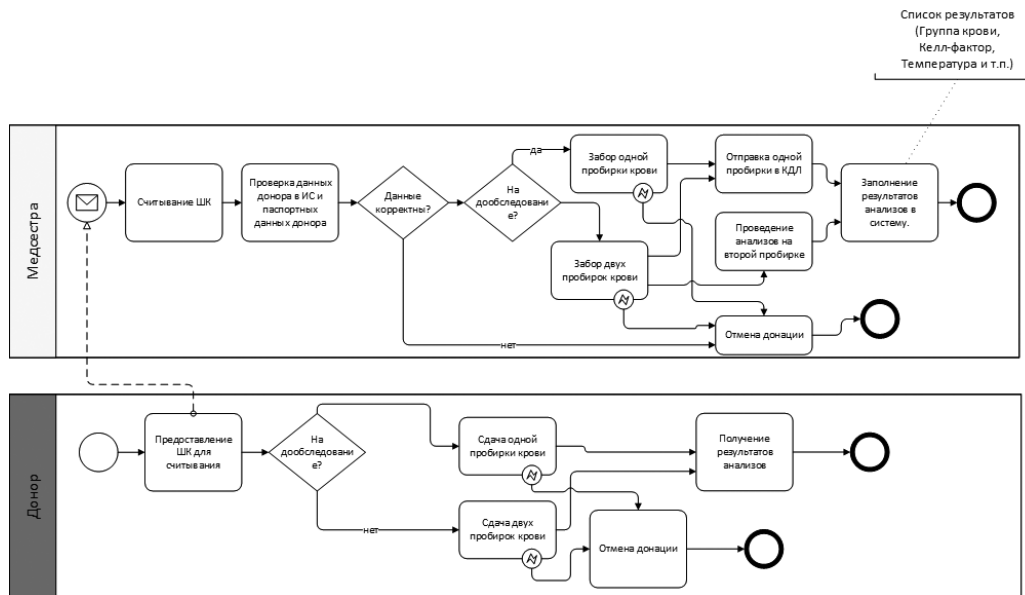 Список результатов
(Группа крови,
Келл-фактор,
Температура и т.п.)
Медсестра
Считывание ШК
Проверка данных
донора в ИС и
паспортных
данных донора
Данные
корректны?
На
дообследовани
е?
да
нет
Забор одной
пробирки крови
Забор двух
пробирок крови
Отправка одной
пробирки в КДЛ
Проведение
анализов на
второй пробирке
Отмена донации
Заполнение
результатов
анализов в
систему.
Донор
Предоставление
ШК для
считывания
На
дообследовани
е?
нет
Сдача одной
пробирки крови
Сдача двух
пробирок крови
Отмена донации
Получение
результатов
анализов